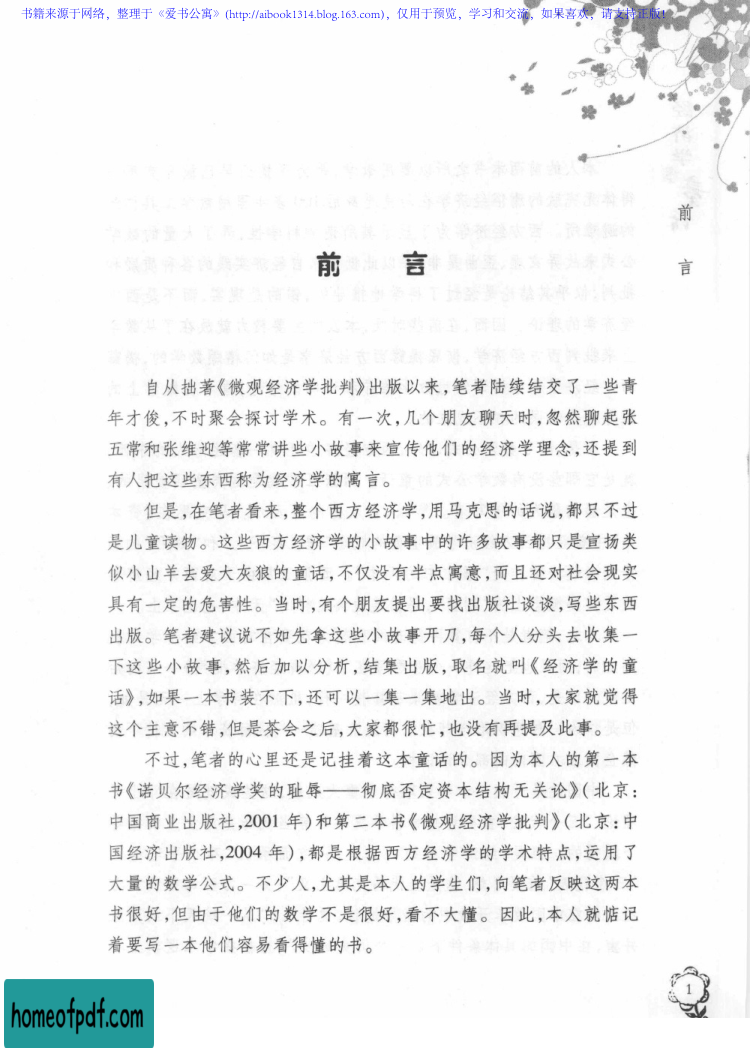 书籍来源于网络，整理于《爱书公寓》(http://aibook1314.blog.163.com)，仅用于预览，学习和交流，如果喜欢，请支持正版！
前
言
前 言
自从拙著《微观经济学批判》出版以来,笔者陆续结交了一些青
年才俊,不时聚会探讨学术。有一次,几个朋友聊天时,忽然聊起张
五常和张维迎等常常讲些小故事来宣传他们的经济学理念,还提到
有人把这些东西称为经济学的寓言。
但是,在笔者看来,整个西方经济学,用马克思的话说,都只不过
是儿童读物。这些西方经济学的小故事中的许多故事都只是宣扬类
似小山羊去爱大灰狼的童话,不仅没有半点寓意,而且还对社会现实
具有一定的危害性。当时,有个朋友提出要找出版社谈谈,写些东西
出版。笔者建议说不如先拿这些小故事开刀,每个人分头去收集一
下这些小故事,然后加以分析,结集出版,取名就叫《经济学的童
话》,如果一本书装不下,还可以一集一集地出。当时,大家就觉得
这个主意不错,但是茶会之后,大家都很忙,也没有再提及此事。
不过,笔者的心里还是记挂着这本童话的。因为本人的第一本
书《诺贝尔经济学奖的耻辱——彻底否定资本结构无关论》(北京:
中国商业出版社,2001 年)和第二本书《微观经济学批判》(北京:中
国经济出版社,2004 年),都是根据西方经济学的学术特点,运用了
大量的数学公式。不少人,尤其是本人的学生们,向笔者反映这两本
书很好,但由于他们的数学不是很好,看不大懂。因此,本人就惦记
着要写一本他们容易看得懂的书。
1
homeofpdf.com